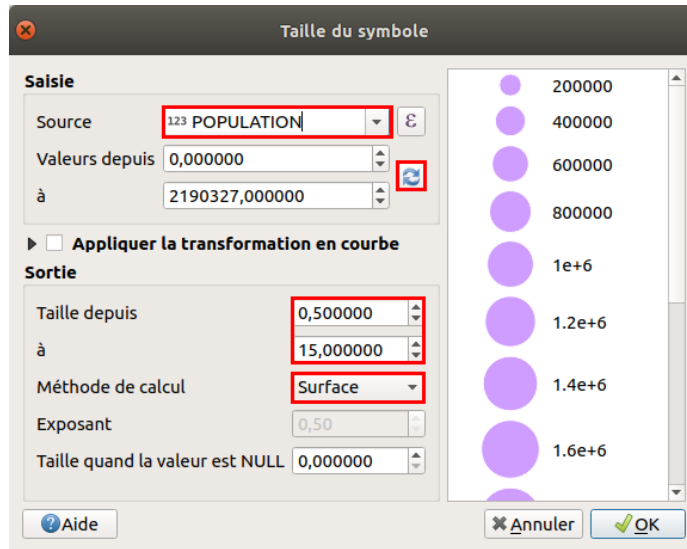 Taille du symbole
Saisie
Source 123 POPULATION ε
Valeurs depuis 0,000000
à 2190327,000000
Appliquer la transformation en courbe
Sortie
Taille depuis 0,500000
à 15,000000
Méthode de calcul Surface
Exposant 0,50
Taille quand la valeur est NULL 0,000000
200000
400000
600000
800000
1e+6
1.2e+6
1.4e+6
1.6e+6
Aide Annuler OK